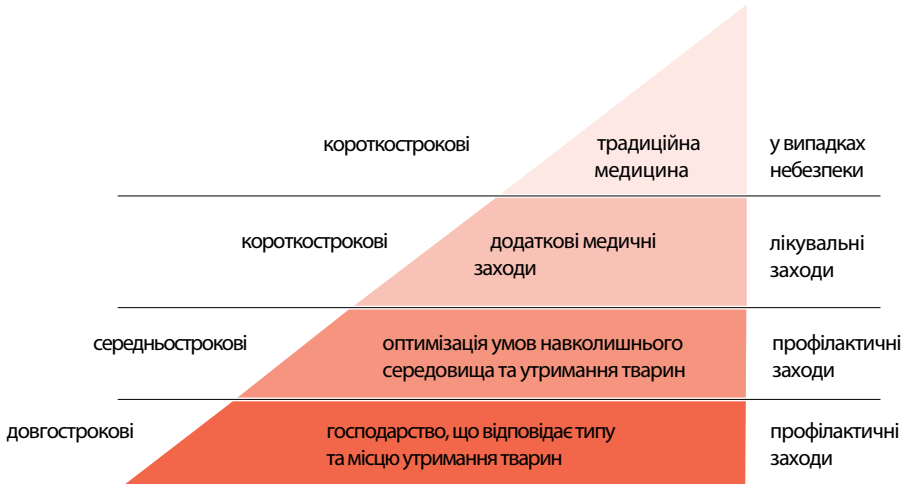 короткострокові
традиційна
медицина
у випадках
небезпеки
короткострокові
додаткові медичні
заходи
лікувальні
заходи
середньострокові
оптимізація умов навколишнього
середовища та утримання тварин
профілактичні
заходи
довгострокові
господарство, що відповідає типу
та місцю утримання тварин
профілактичні
заходи